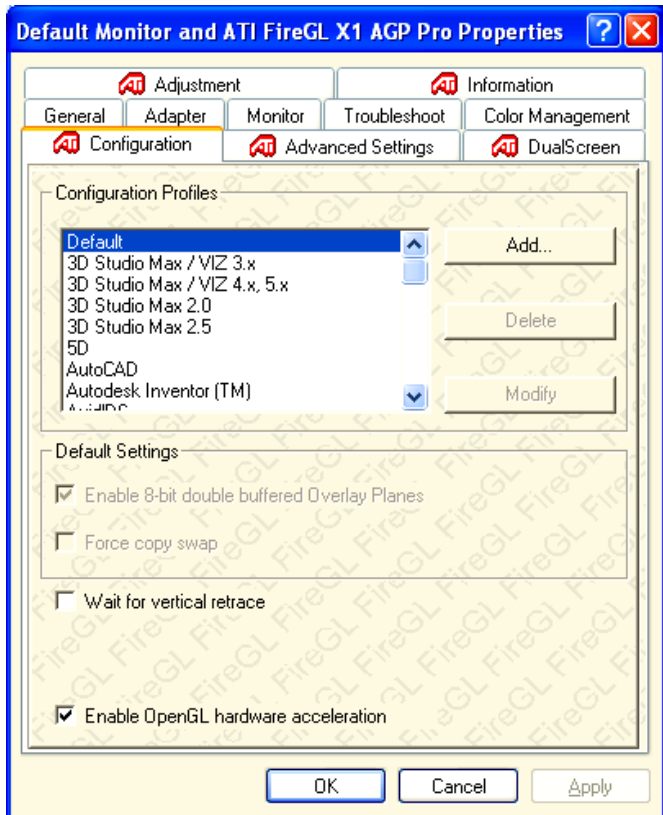 Default Monitor and ATI FireGL X1 AGP Pro Properties
Adjustment
Information
General
Adapter
Monitor
Troubleshoot
Color Management
Configuration
Advanced Settings
DualScreen
Configuration Profiles
Default
3D Studio Max / VIZ 3.x
3D Studio Max / VIZ 4.x, 5.x
3D Studio Max 2.0
3D Studio Max 2.5
5D
AutoCAD
Autodesk Inventor (TM)
Add...
Delete
Modify
Default Settings
Enable 8-bit double buffered Overlay Planes
Force copy swap
Wait for vertical retrace
Enable OpenGL hardware acceleration
OK
Cancel
Apply